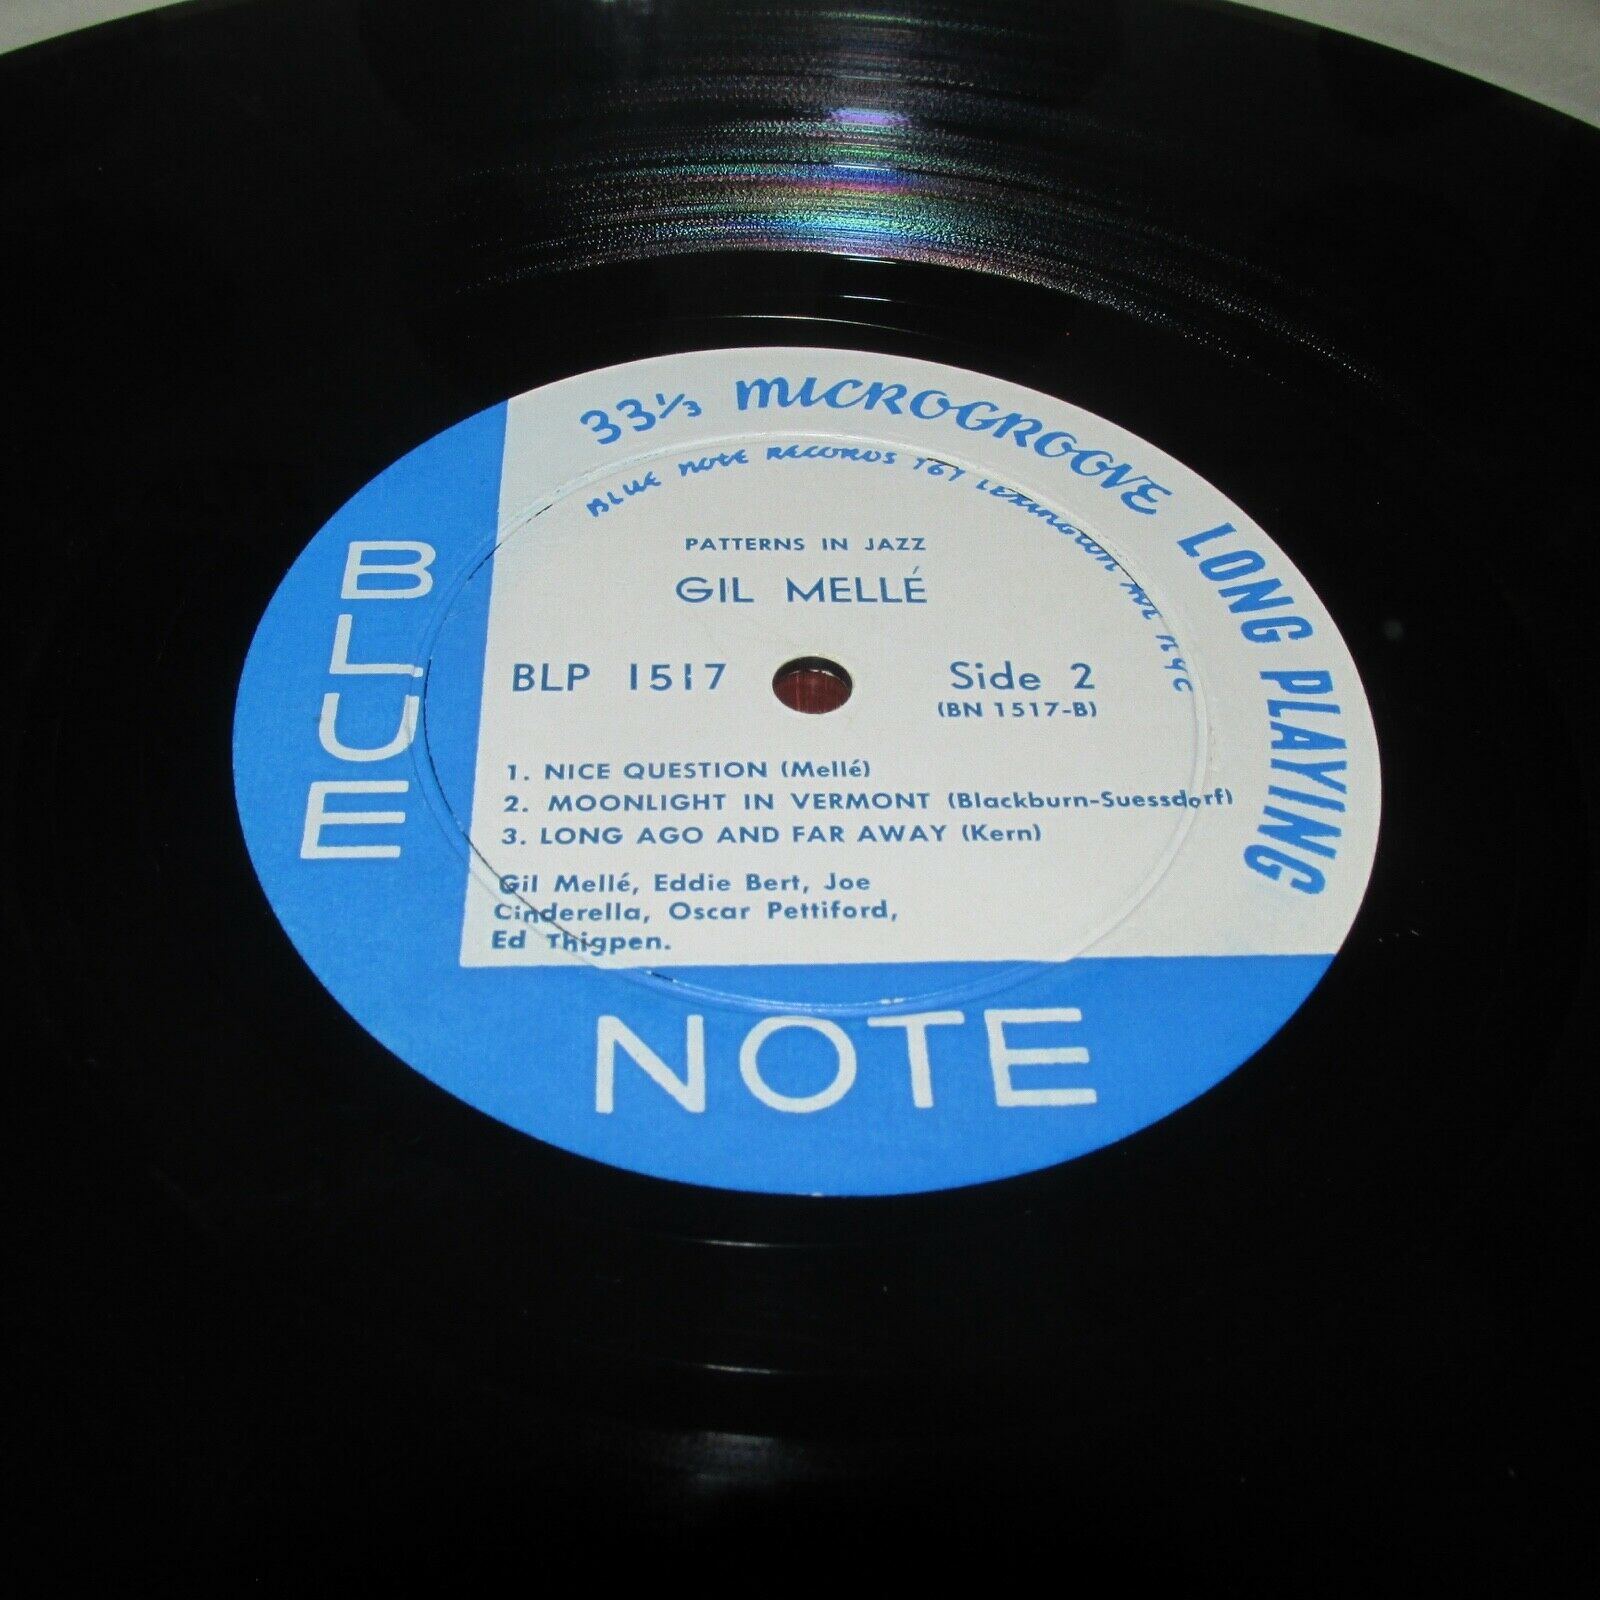 33⅓ MICROGROOVE LONG PLAYING
BLUE NOTE RECORDS 767 LEXINGTON AVE NYC
PATTERNS IN JAZZ
GIL MELLÉ
BLP 1517
Side 2
(BN 1517-B)
1. NICE QUESTION (Mellé)
2. MOONLIGHT IN VERMONT (Blackburn-Suessdorf)
3. LONG AGO AND FAR AWAY (Kern)
Gil Mellé, Eddie Bert, Joe
Cinderella, Oscar Pettiford,
Ed Thigpen.
BLUE
NOTE